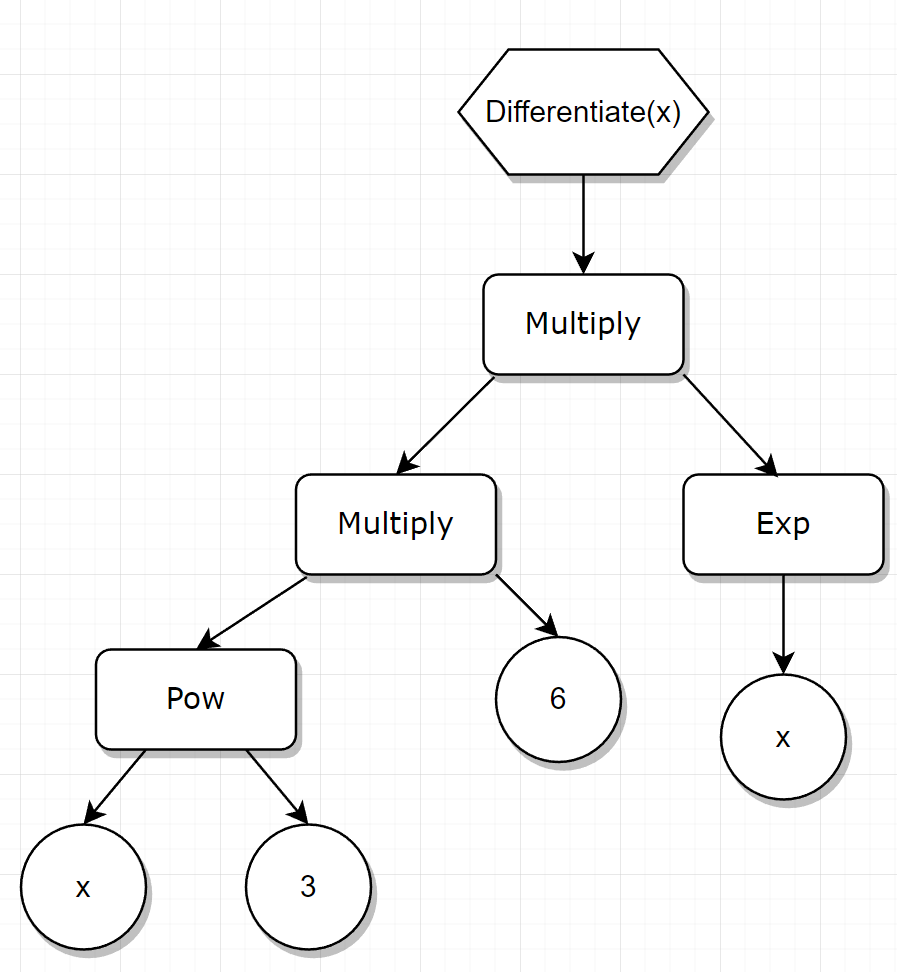 Differentiate(x)
Multiply
Multiply
Exp
Pow
6
x
x
3